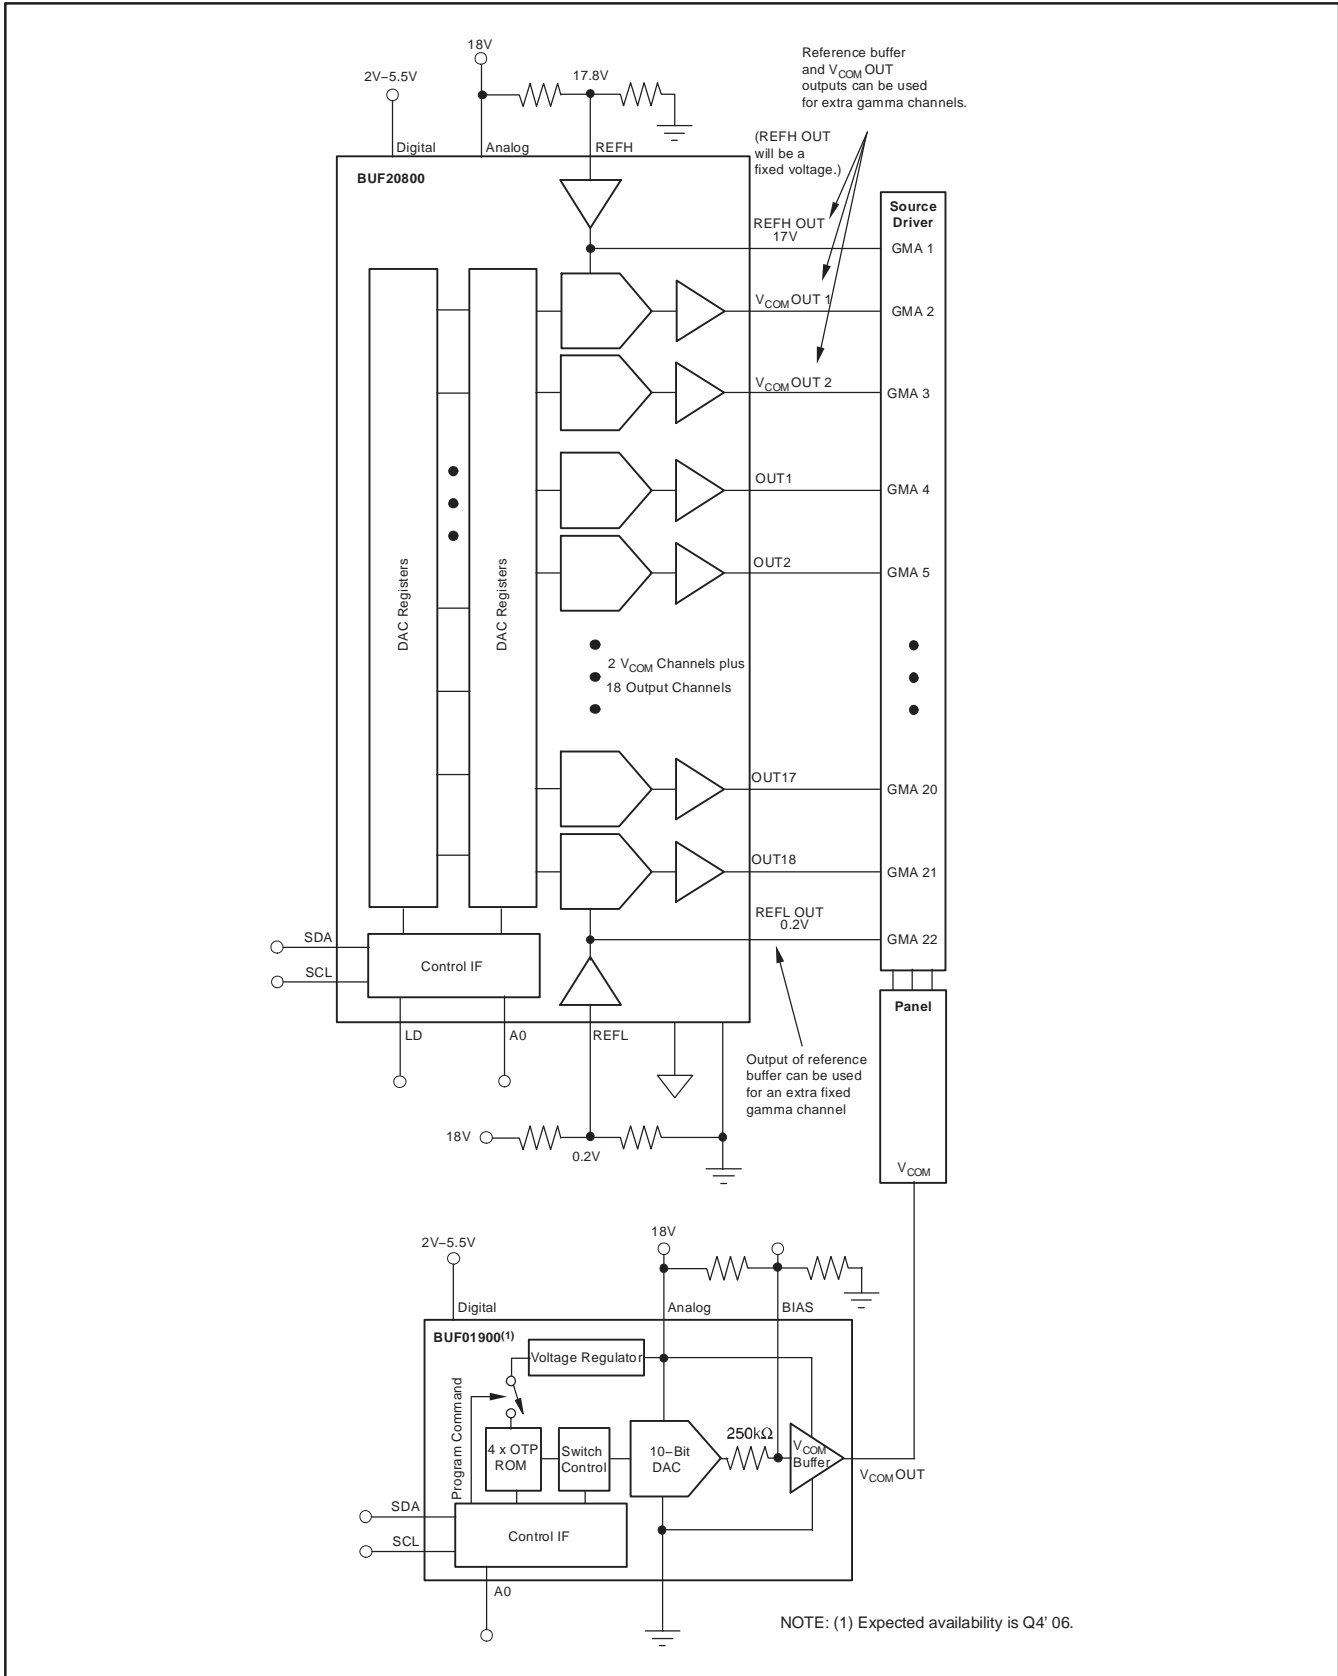 18V
2V–5.5V
17.8V
Reference buffer
and VCOM OUT
outputs can be used
for extra gamma channels.
Digital
Analog
REFH
(REFH OUT
will be a
fixed voltage.)
BUF20800
Source
Driver
REFH OUT
17V
GMA 1
VCOM OUT 1
GMA 2
VCOM OUT 2
GMA 3
OUT1
GMA 4
OUT2
GMA 5
DAC Registers
DAC Registers
2 VCOM Channels plus
18 Output Channels
OUT17
GMA 20
OUT18
GMA 21
REFL OUT
0.2V
GMA 22
SDA
SCL
Control IF
Panel
LD
A0
REFL
Output of reference
buffer can be used
for an extra fixed
gamma channel
18V
0.2V
VCOM
18V
2V–5.5V
Digital
Analog
BIAS
BUF01900(1)
Voltage Regulator
Program Command
4 x OTP
ROM
Switch
Control
10–Bit
DAC
250kΩ
VCOM
Buffer
VCOM OUT
SDA
SCL
Control IF
A0
NOTE: (1) Expected availability is Q4' 06.